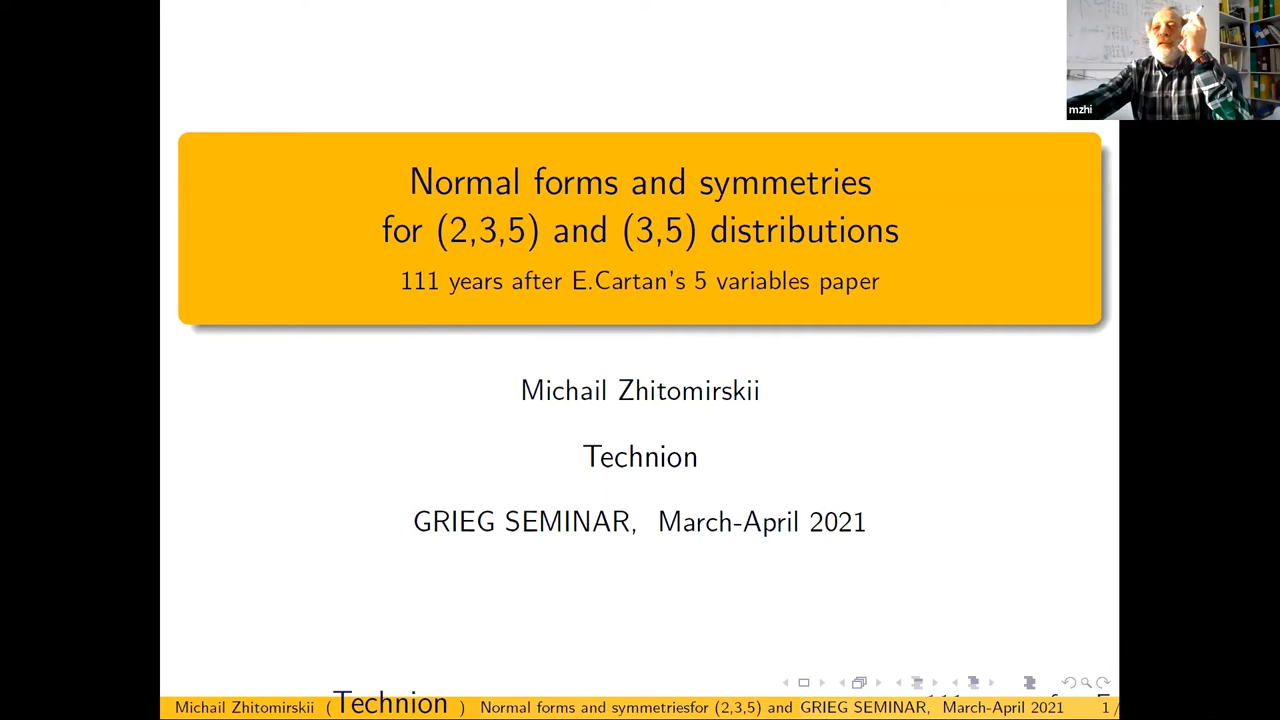 mzhi
Normal forms and symmetries
for (2,3,5) and (3,5) distributions
111 years after E.Cartan's 5 variables paper
Michail Zhitomirskii
Technion
GRIEG SEMINAR, March-April 2021
Michail Zhitomirskii ( Technion ) Normal forms and symmetriesfor (2,3,5) and GRIEG SEMINAR, March-April 2021 1 /